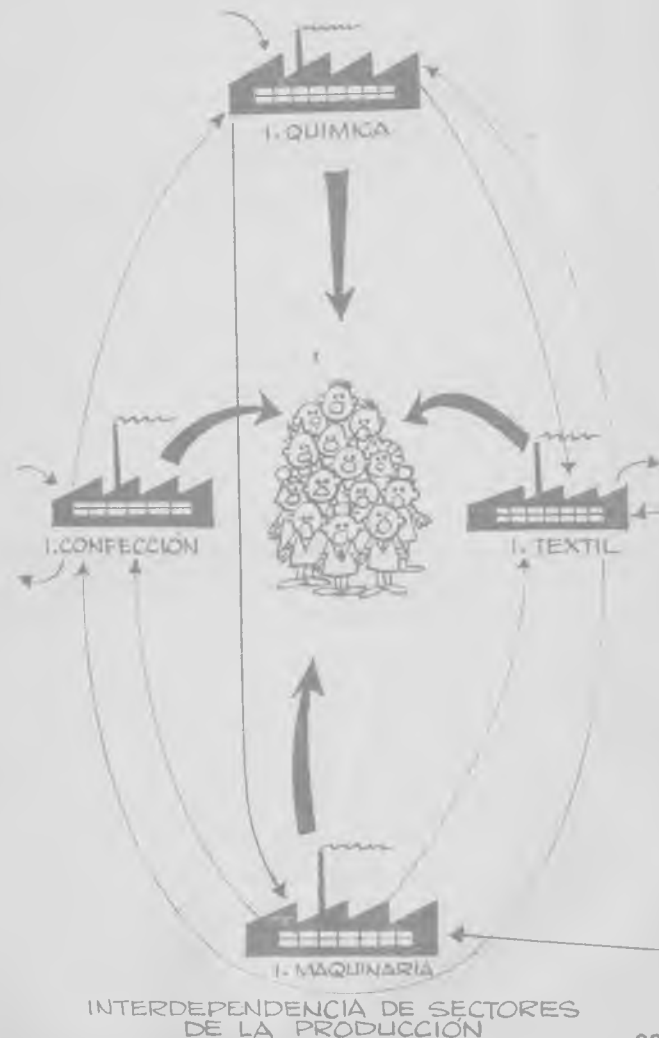 I. QUIMICA
I. CONFECCIÓN
I. TEXTIL
I. MAQUINARIA
INTERDEPENDENCIA DE SECTORES
DE LA PRODUCCIÓN